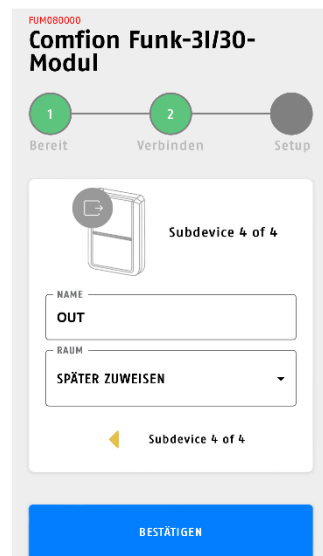 FUM080000
Comfion Funk-3I/30-
Modul
1
2
Bereit
Verbinden
Setup
Subdevice 4 of 4
NAME
OUT
RAUM
SPÄTER ZUWEISEN
Subdevice 4 of 4
BESTÄTIGEN